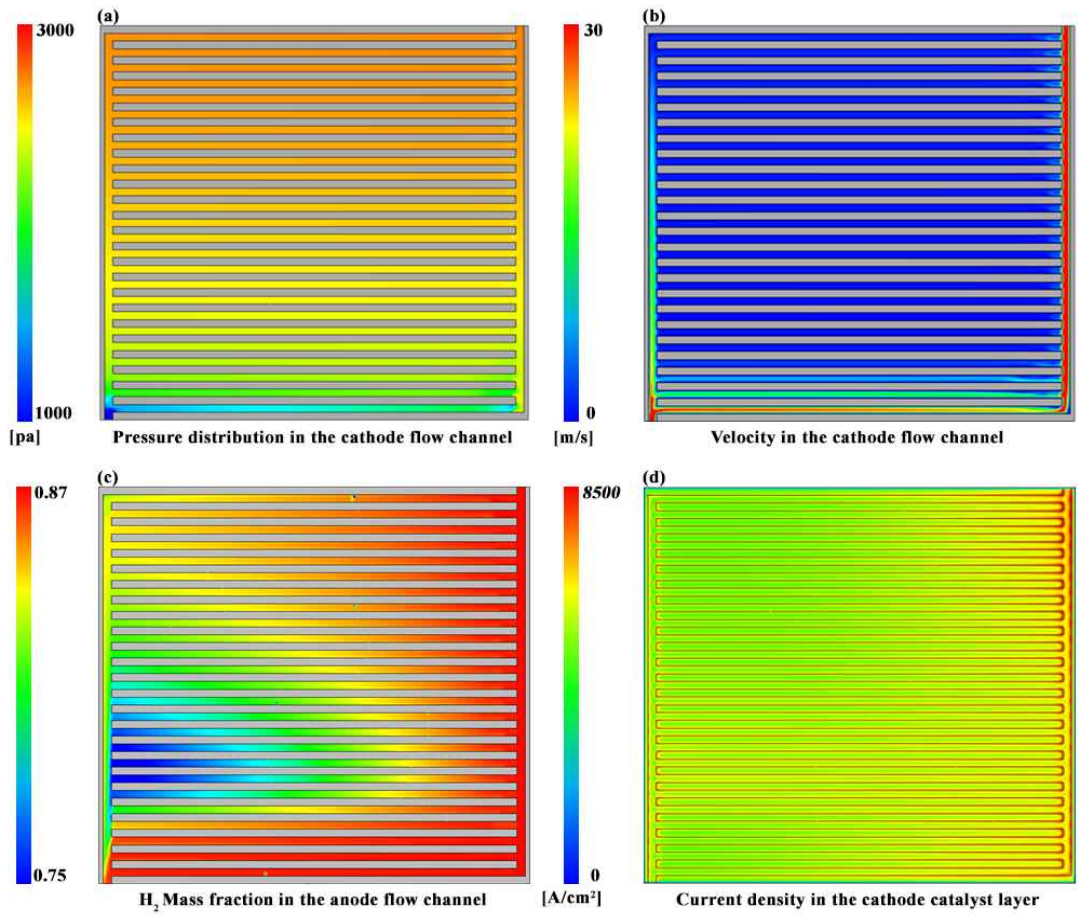 (a)
3000
1000
[pa]
Pressure distribution in the cathode flow channel
(b)
30
0
[m/s]
Velocity in the cathode flow channel
(c)
0.87
0.75
H₂ Mass fraction in the anode flow channel
(d)
8500
0
[A/cm²]
Current density in the cathode catalyst layer